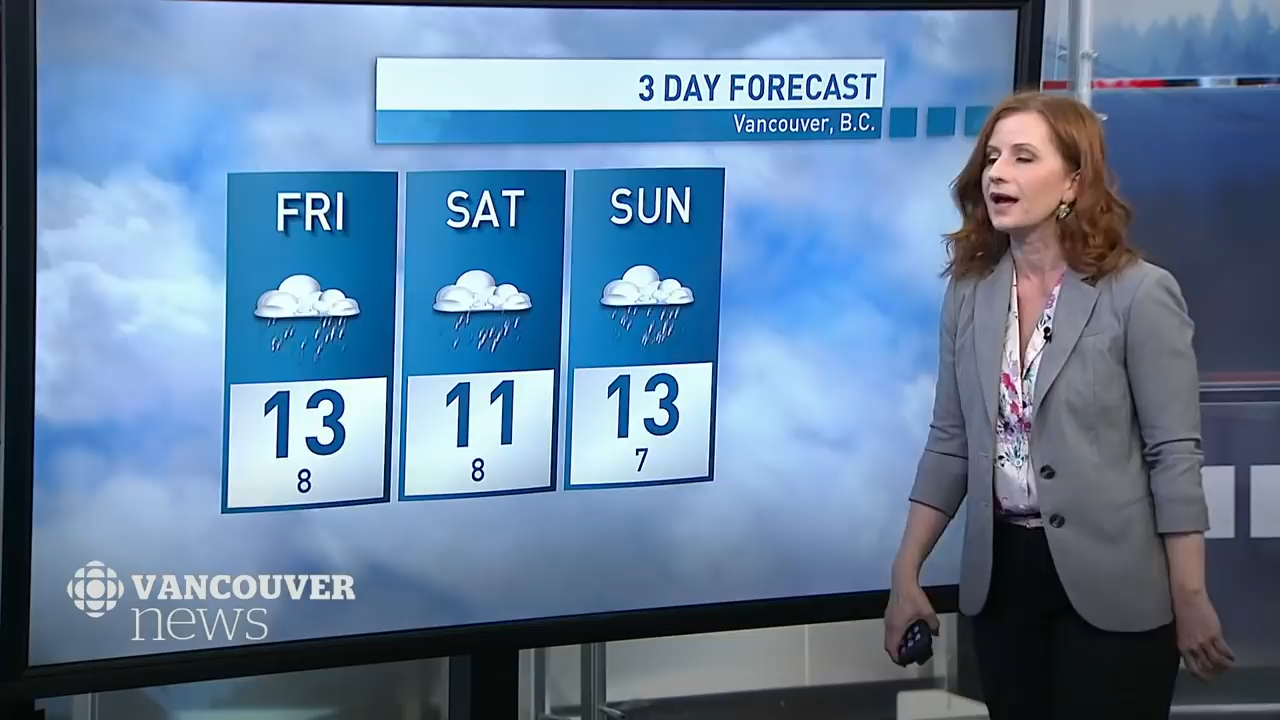 3 DAY FORECAST
Vancouver, B.C.
FRI
SAT
SUN
13
11
13
8
8
7
VANCOUVER
news